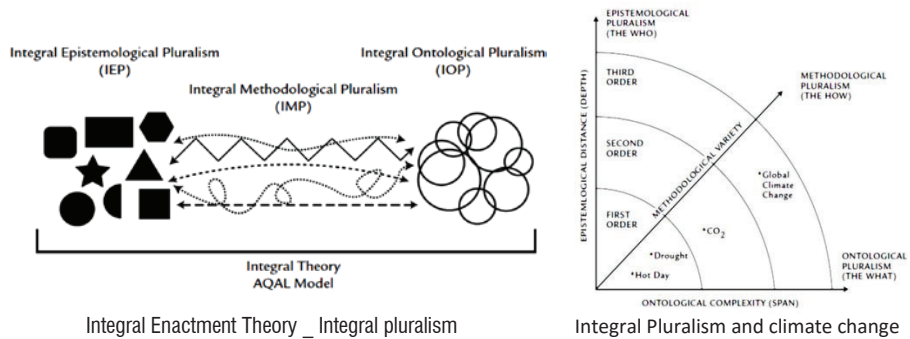 Integral Epistemological Pluralism
(IEP)
Integral Ontological Pluralism
(IOP)
Integral Methodological Pluralism
(IMP)
Integral Theory
AQAL Model
Integral Enactment Theory _ Integral pluralism
EPISTEMOLOGICAL
PLURALISM
(THE WHO)
THIRD
ORDER
SECOND
ORDER
FIRST
ORDER
EPISTEMLOGICAL DISTANCE (DEPTH)
METHODOLOGICAL
PLURALISM
(THE HOW)
METHODOLOGICAL VARIETY
*Global
Climate
Change
*CO2
*Drought
*Hot Day
ONTOLOGICAL
PLURALISM
(THE WHAT)
ONTOLOGICAL COMPLEXITY (SPAN)
Integral Pluralism and climate change